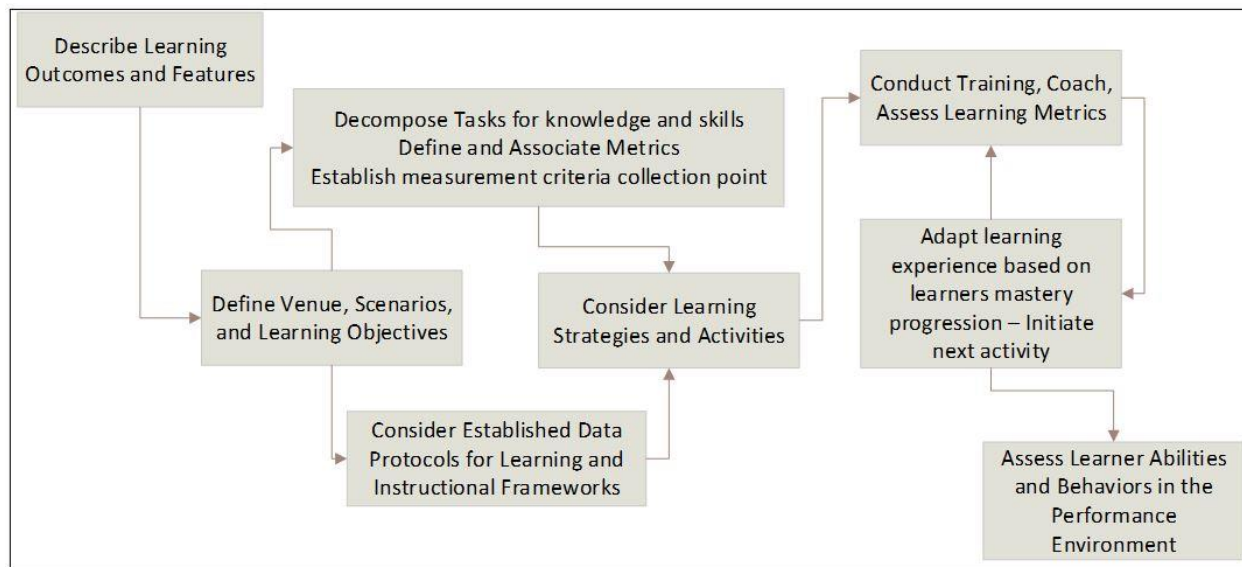 Describe Learning
Outcomes and Features
Decompose Tasks for knowledge and skills
Define and Associate Metrics
Establish measurement criteria collection point
Conduct Training, Coach,
Assess Learning Metrics
Define Venue, Scenarios,
and Learning Objectives
Consider Learning
Strategies and Activities
Adapt learning
experience based on
learners mastery
progression – Initiate
next activity
Consider Established Data
Protocols for Learning and
Instructional Frameworks
Assess Learner Abilities
and Behaviors in the
Performance
Environment